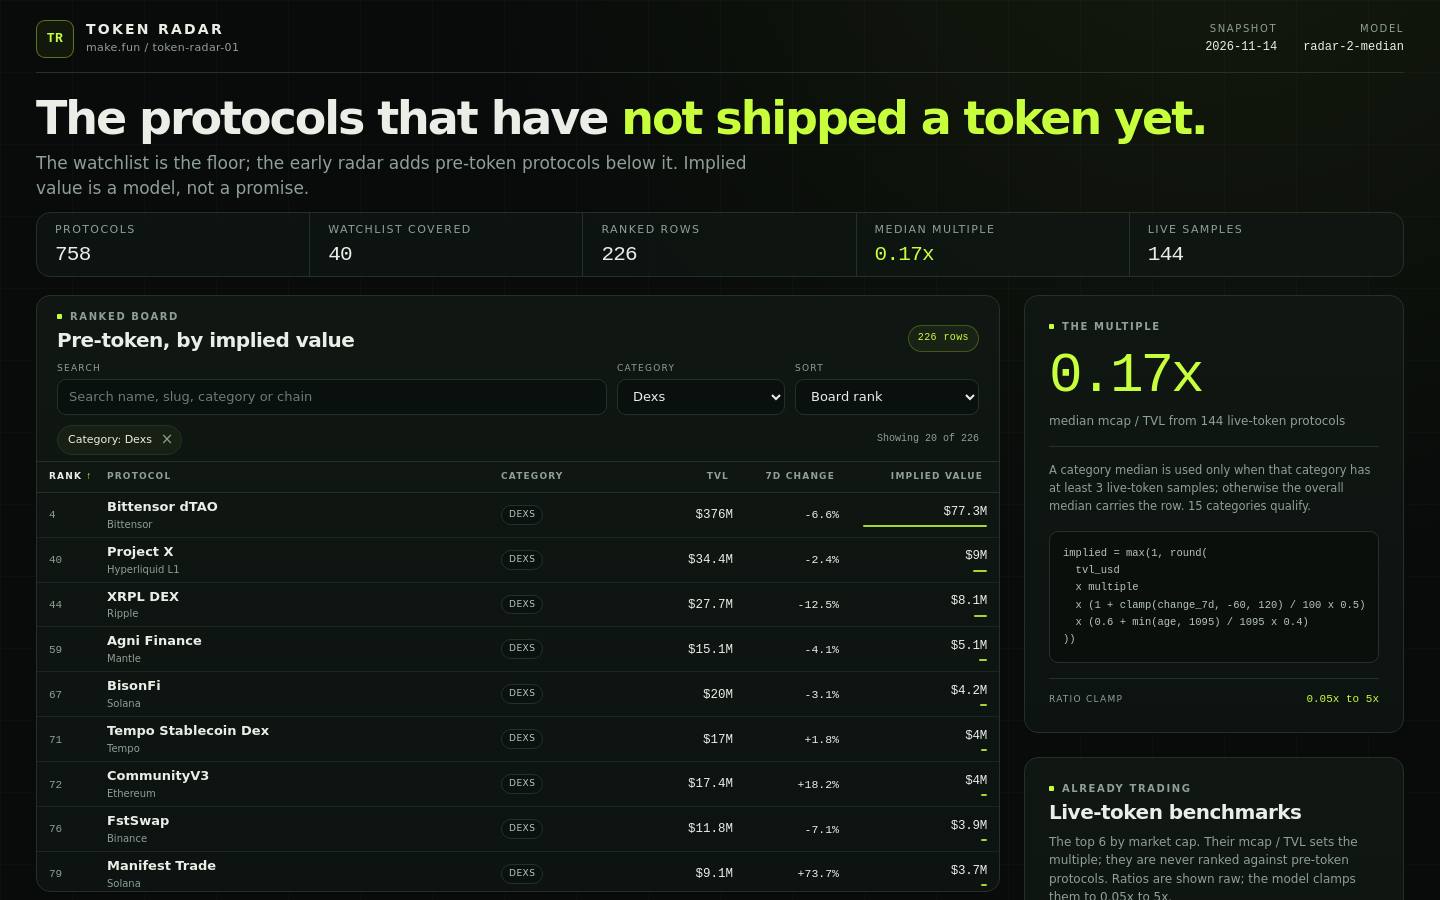 TR
TOKEN RADAR
make.fun / token-radar-01
SNAPSHOT
2026-11-14
MODEL
radar-2-median
The protocols that have not shipped a token yet.
The watchlist is the floor; the early radar adds pre-token protocols below it. Implied
value is a model, not a promise.
PROTOCOLS
758
WATCHLIST COVERED
40
RANKED ROWS
226
MEDIAN MULTIPLE
0.17x
LIVE SAMPLES
144
RANKED BOARD
Pre-token, by implied value
226 rows
SEARCH
Search name, slug, category or chain
CATEGORY
Dexs
SORT
Board rank
Category: Dexs ×
Showing 20 of 226
RANK ↑ PROTOCOL CATEGORY TVL 7D CHANGE IMPLIED VALUE
4 Bittensor dTAO DEXS $376M -6.6% $77.3M
Bittensor
40 Project X DEXS $34.4M -2.4% $9M
Hyperliquid L1
44 XRPL DEX DEXS $27.7M -12.5% $8.1M
Ripple
59 Agni Finance DEXS $15.1M -4.1% $5.1M
Mantle
67 BisonFi DEXS $20M -3.1% $4.2M
Solana
71 Tempo Stablecoin Dex DEXS $17M +1.8% $4M
Tempo
72 CommunityV3 DEXS $17.4M +18.2% $4M
Ethereum
76 FstSwap DEXS $11.8M -7.1% $3.9M
Binance
79 Manifest Trade DEXS $9.1M +73.7% $3.7M
Solana
THE MULTIPLE
0.17x
median mcap / TVL from 144 live-token protocols
A category median is used only when that category has
at least 3 live-token samples; otherwise the overall
median carries the row. 15 categories qualify.
implied = max(1, round(
tvl_usd
x multiple
x (1 + clamp(change_7d, -60, 120) / 100 x 0.5)
x (0.6 + min(age, 1095) / 1095 x 0.4)
))
RATIO CLAMP
0.05x to 5x
ALREADY TRADING
Live-token benchmarks
The top 6 by market cap. Their mcap / TVL sets the
multiple; they are never ranked against pre-token
protocols. Ratios are shown raw; the model clamps
them to 0.05x to 5x.